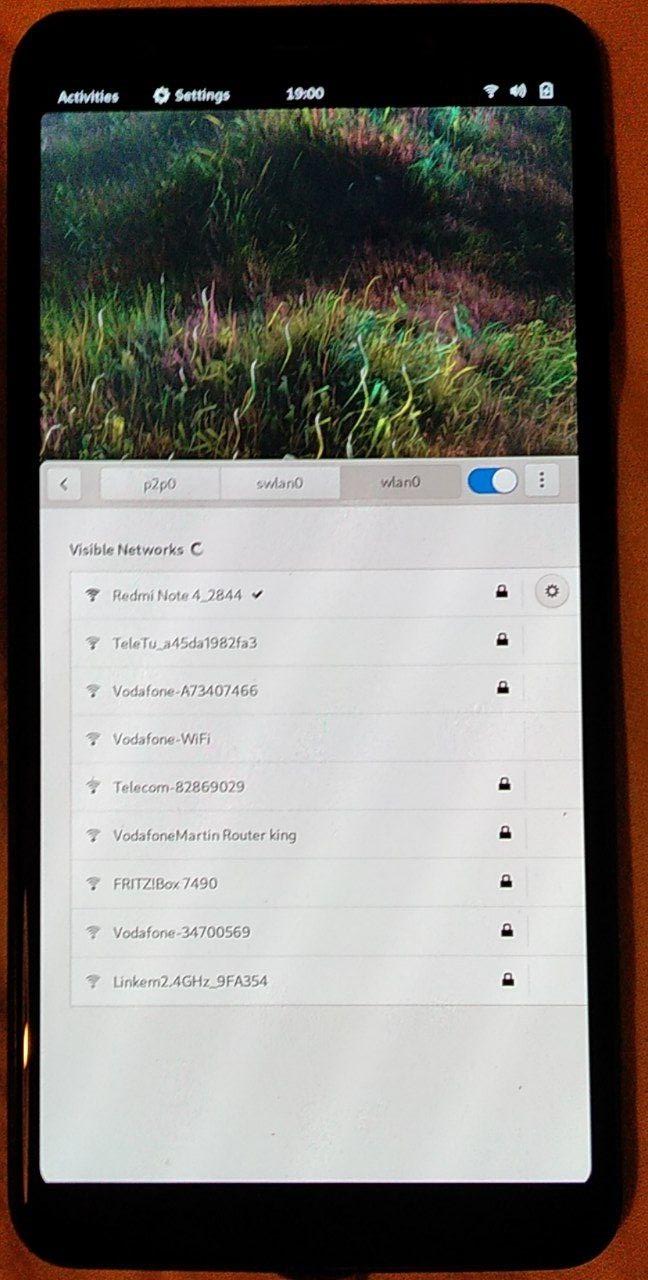 Activities Settings 19:00
p2p0 swlan0 wlan0
Visible Networks
Redmi Note 4_2844
TeleTu_a45da1982fa3
Vodafone-A73407466
Vodafone-WiFi
Telecom-82869029
VodafoneMartin Router king
FRITZ!Box 7490
Vodafone-34700569
Linkem2.4GHz_9FA354